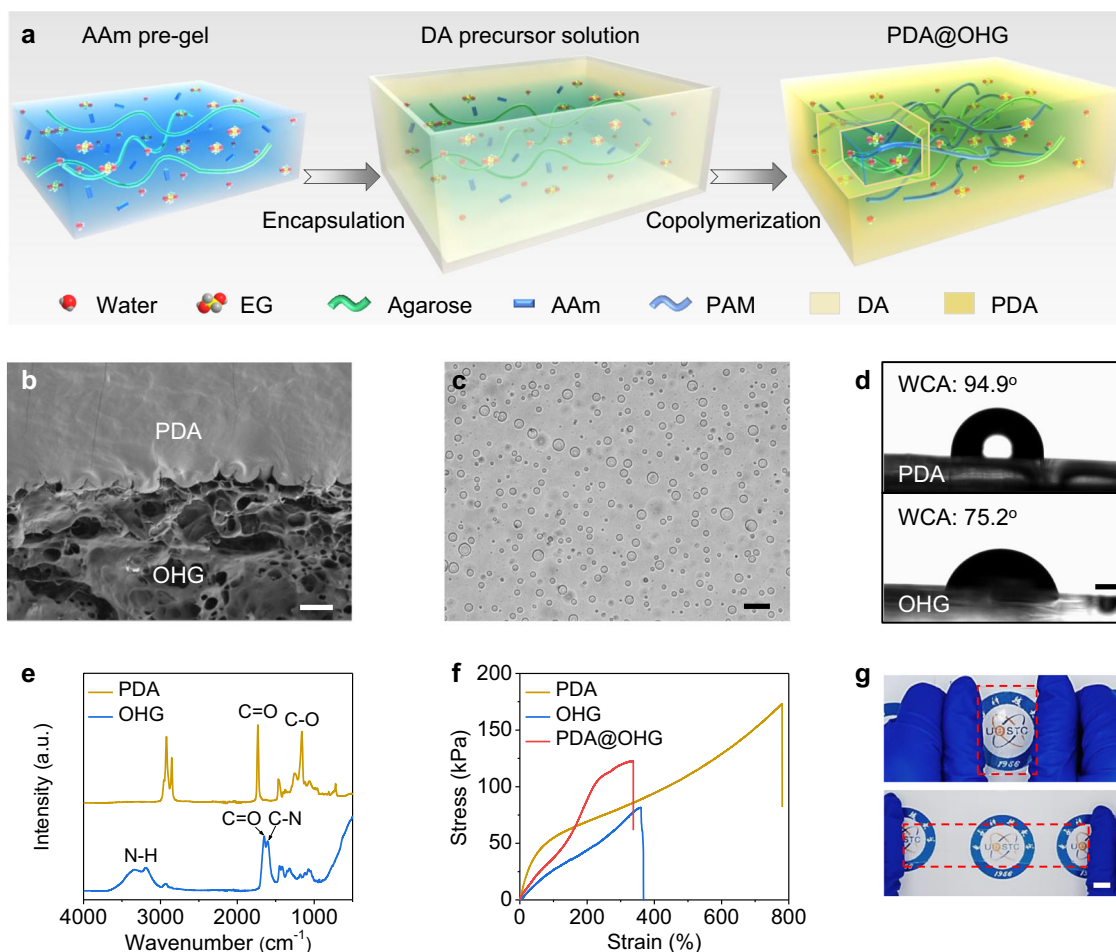 a
AAm pre-gel
DA precursor solution
PDA@OHG
Encapsulation
Copolymerization
Water
EG
Agarose
AAm
PAM
DA
PDA
b
PDA
OHG
c
d
WCA: 94.9°
PDA
WCA: 75.2°
OHG
e
PDA
OHG
C=O
C-O
C=O
C-N
N-H
Intensity (a.u.)
4000 3000 2000 1000
Wavenumber (cm⁻¹)
f
PDA
OHG
PDA@OHG
200
150
100
50
0
Stress (kPa)
0 200 400 600 800
Strain (%)
g
1956
1956